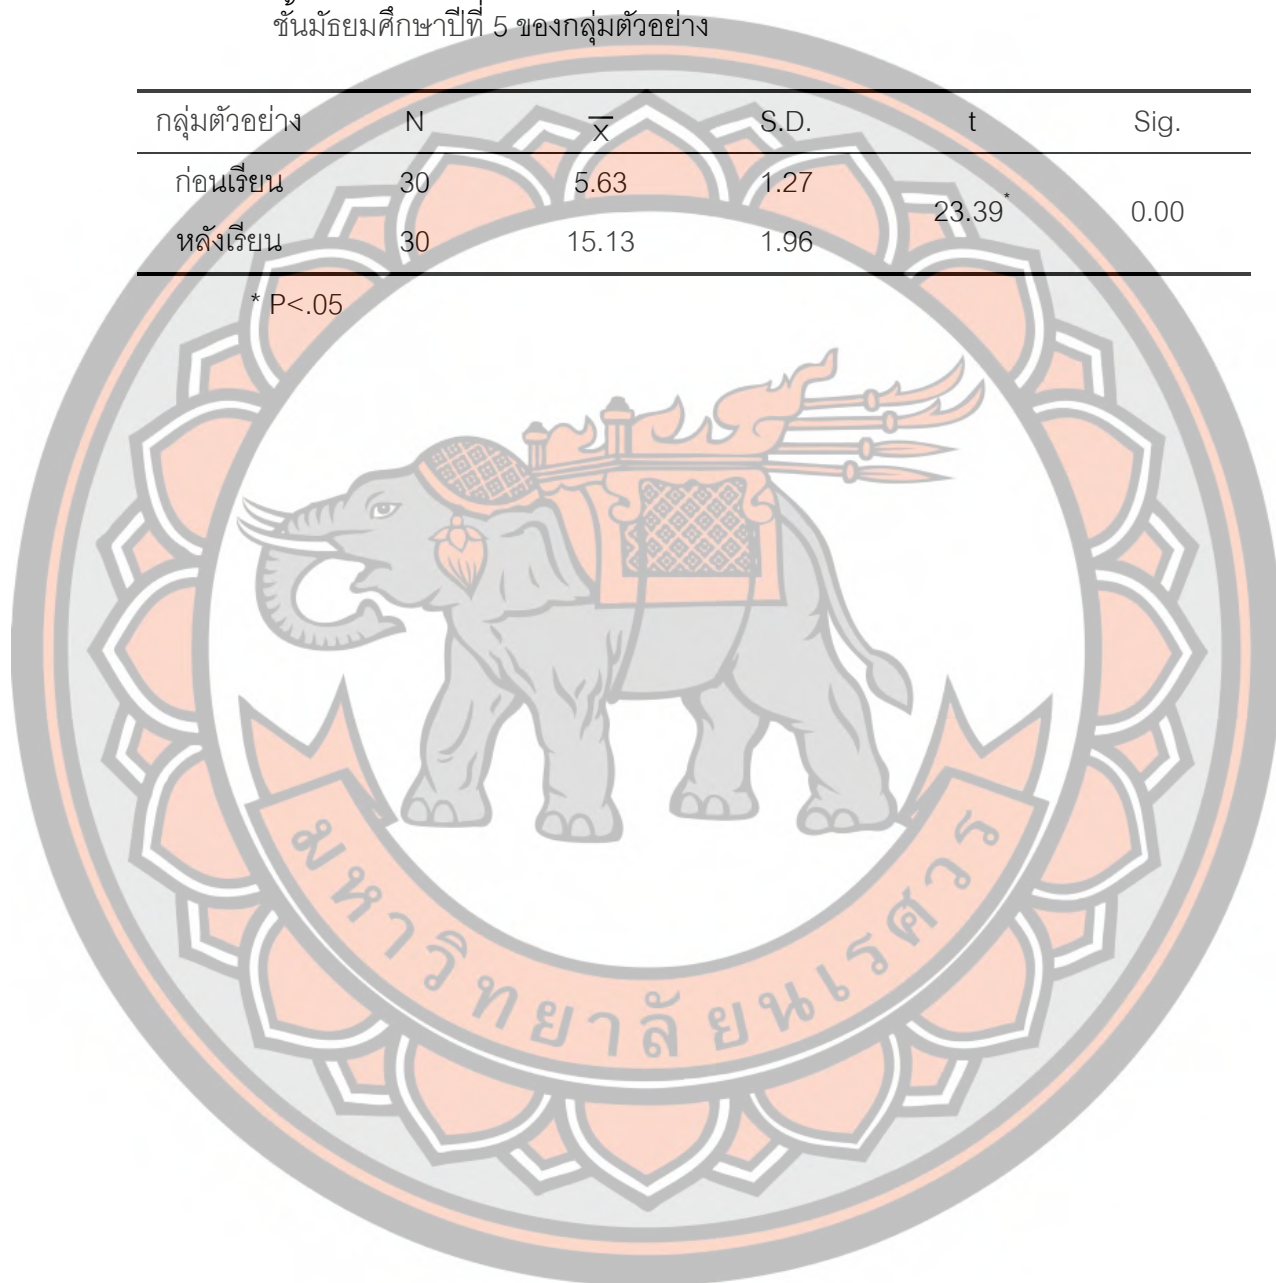 ชั้นมัธยมศึกษาปีที่ 5 ของกลุ่มตัวอย่าง
กลุ่มตัวอย่าง N x̅ S.D. t Sig.
ก่อนเรียน 30 5.63 1.27 23.39* 0.00
หลังเรียน 30 15.13 1.96
* P<.05
มหาวิทยาลัยนเรศวร